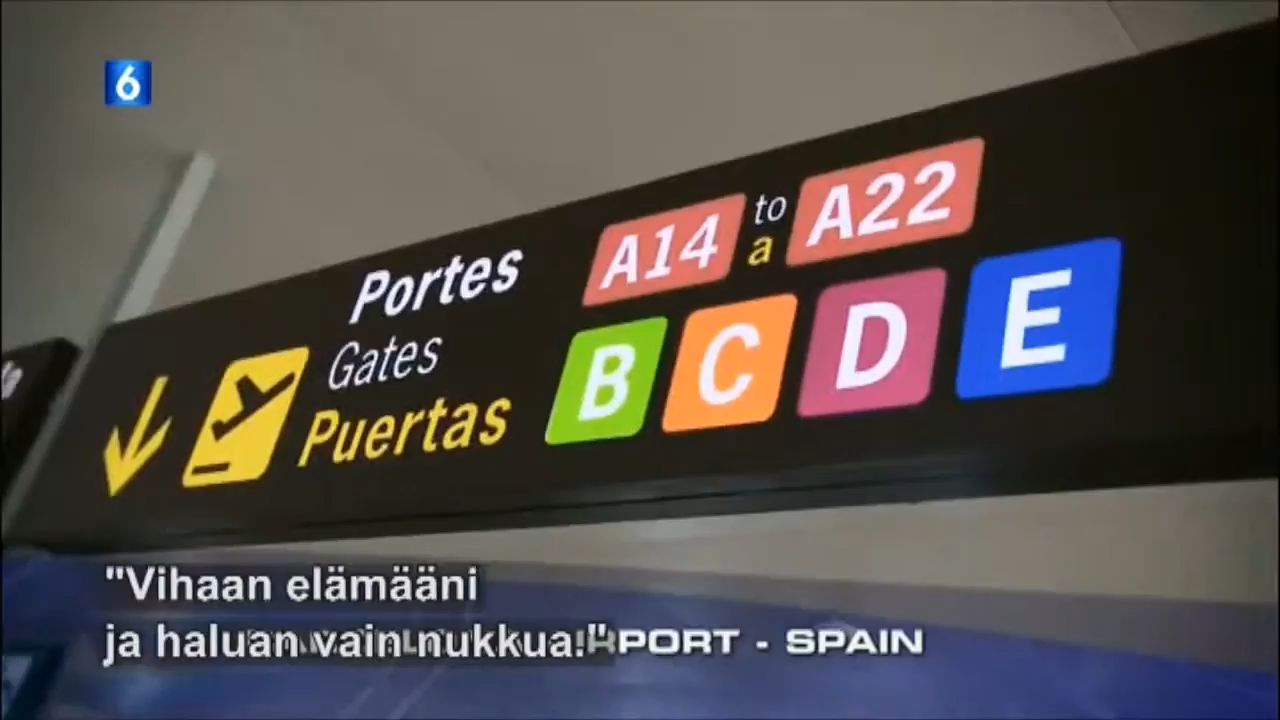 6
Portes
Gates
Puertas
A14 to a A22
B C D E
"Vihaan elämääni
ja haluan vain nukkua!"
PORT - SPAIN